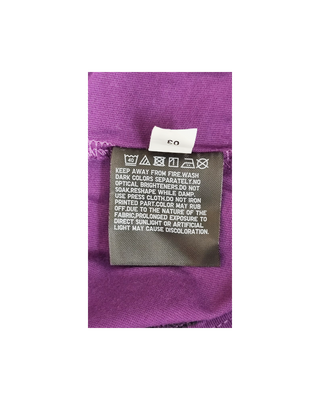 40
KEEP AWAY FROM FIRE,WASH
DARK COLORS SEPARATELY.NO
OPTICAL BRIGHTENERS.DO NOT
SOAK.RESHAPE WHILE DAMP.
USE PRESS CLOTH.DO NOT IRON
PRINTED PART.COLOR MAY RUB
OFF,DUE TO THE NATURE OF THE
FABRIC,PROLONGED EXPOSURE TO
DIRECT SUNLIGHT OR ARTIFICIAL
LIGHT MAY CAUSE DISCOLORATION.